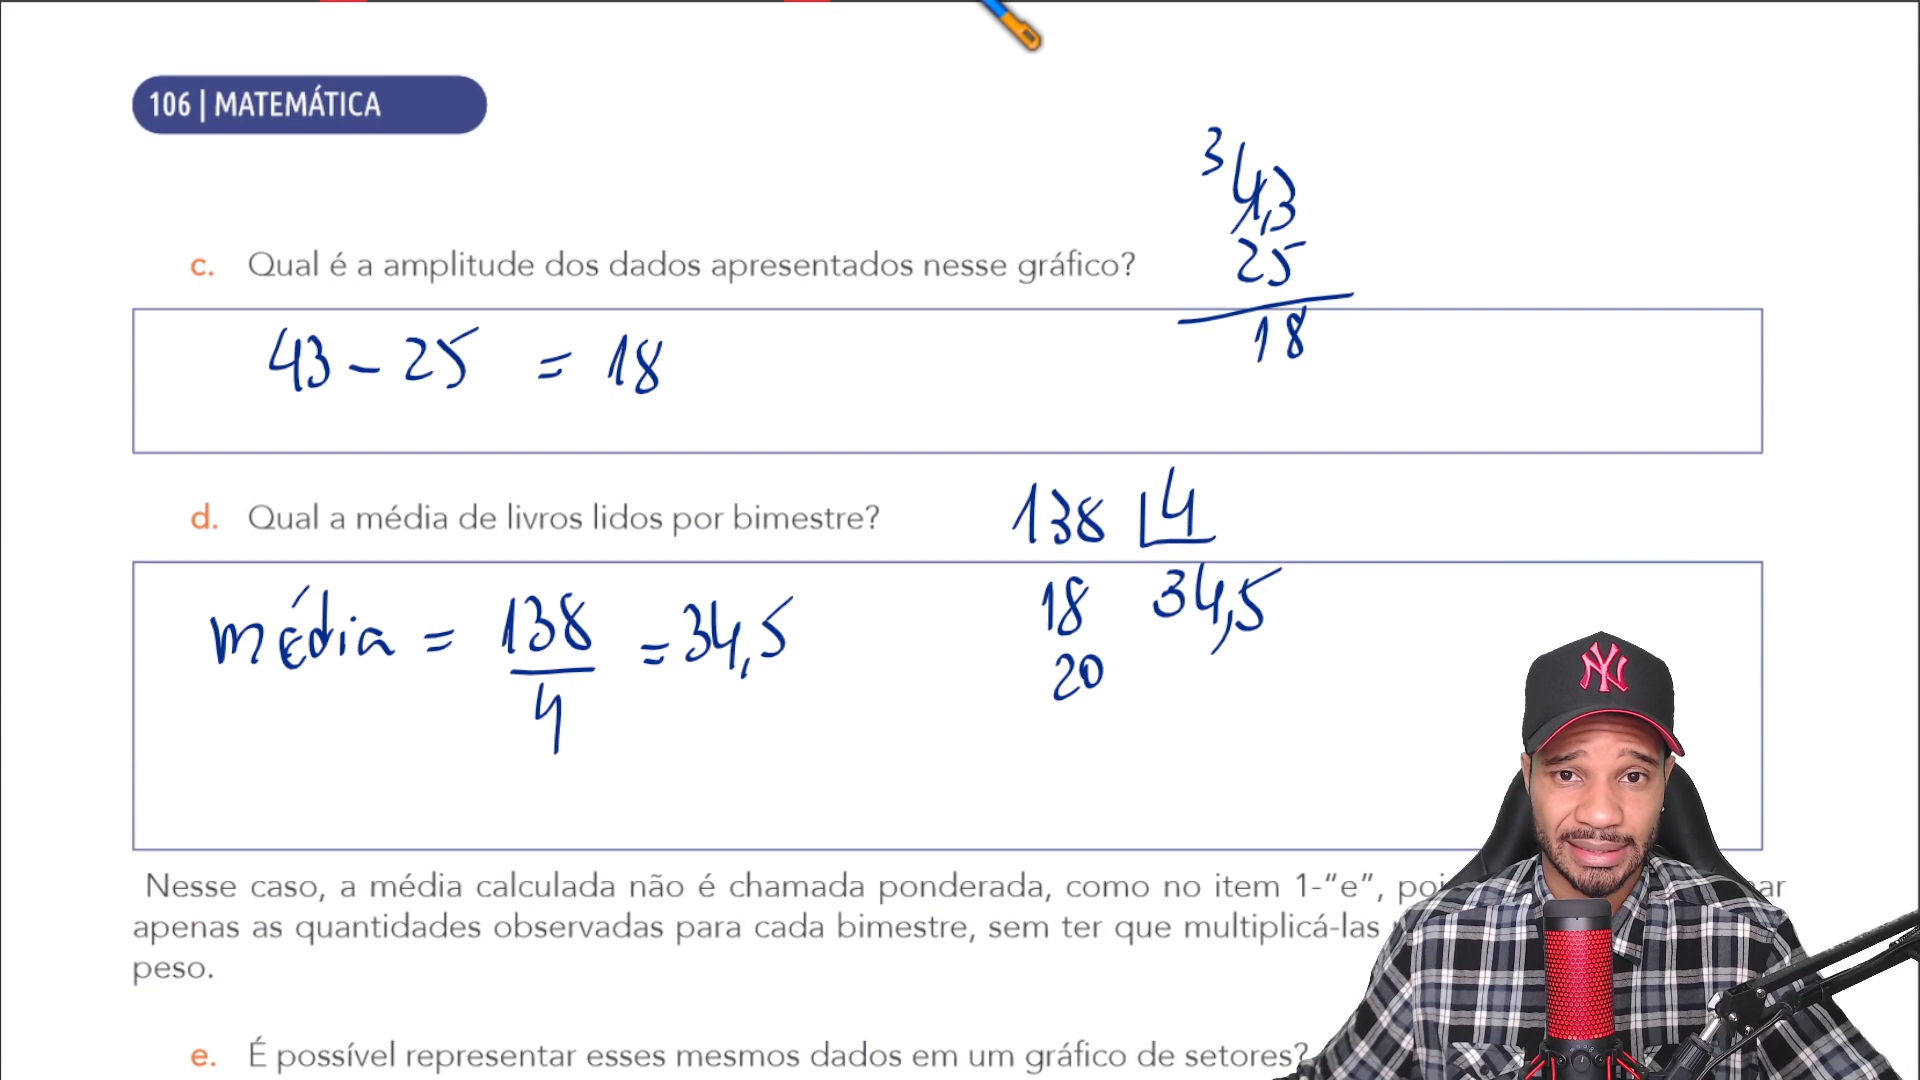 106 | MATEMÁTICA
3
43
25
18
c. Qual é a amplitude dos dados apresentados nesse gráfico?
43 - 25 = 18
d. Qual a média de livros lidos por bimestre?
138 4
18 34,5
20
média = 138 = 34,5
4
NY
Nesse caso, a média calculada não é chamada ponderada, como no item 1-“e”,
apenas as quantidades observadas para cada bimestre, sem ter que multiplicá-las
peso.
e. É possível representar esses mesmos dados em um gráfico de setores?